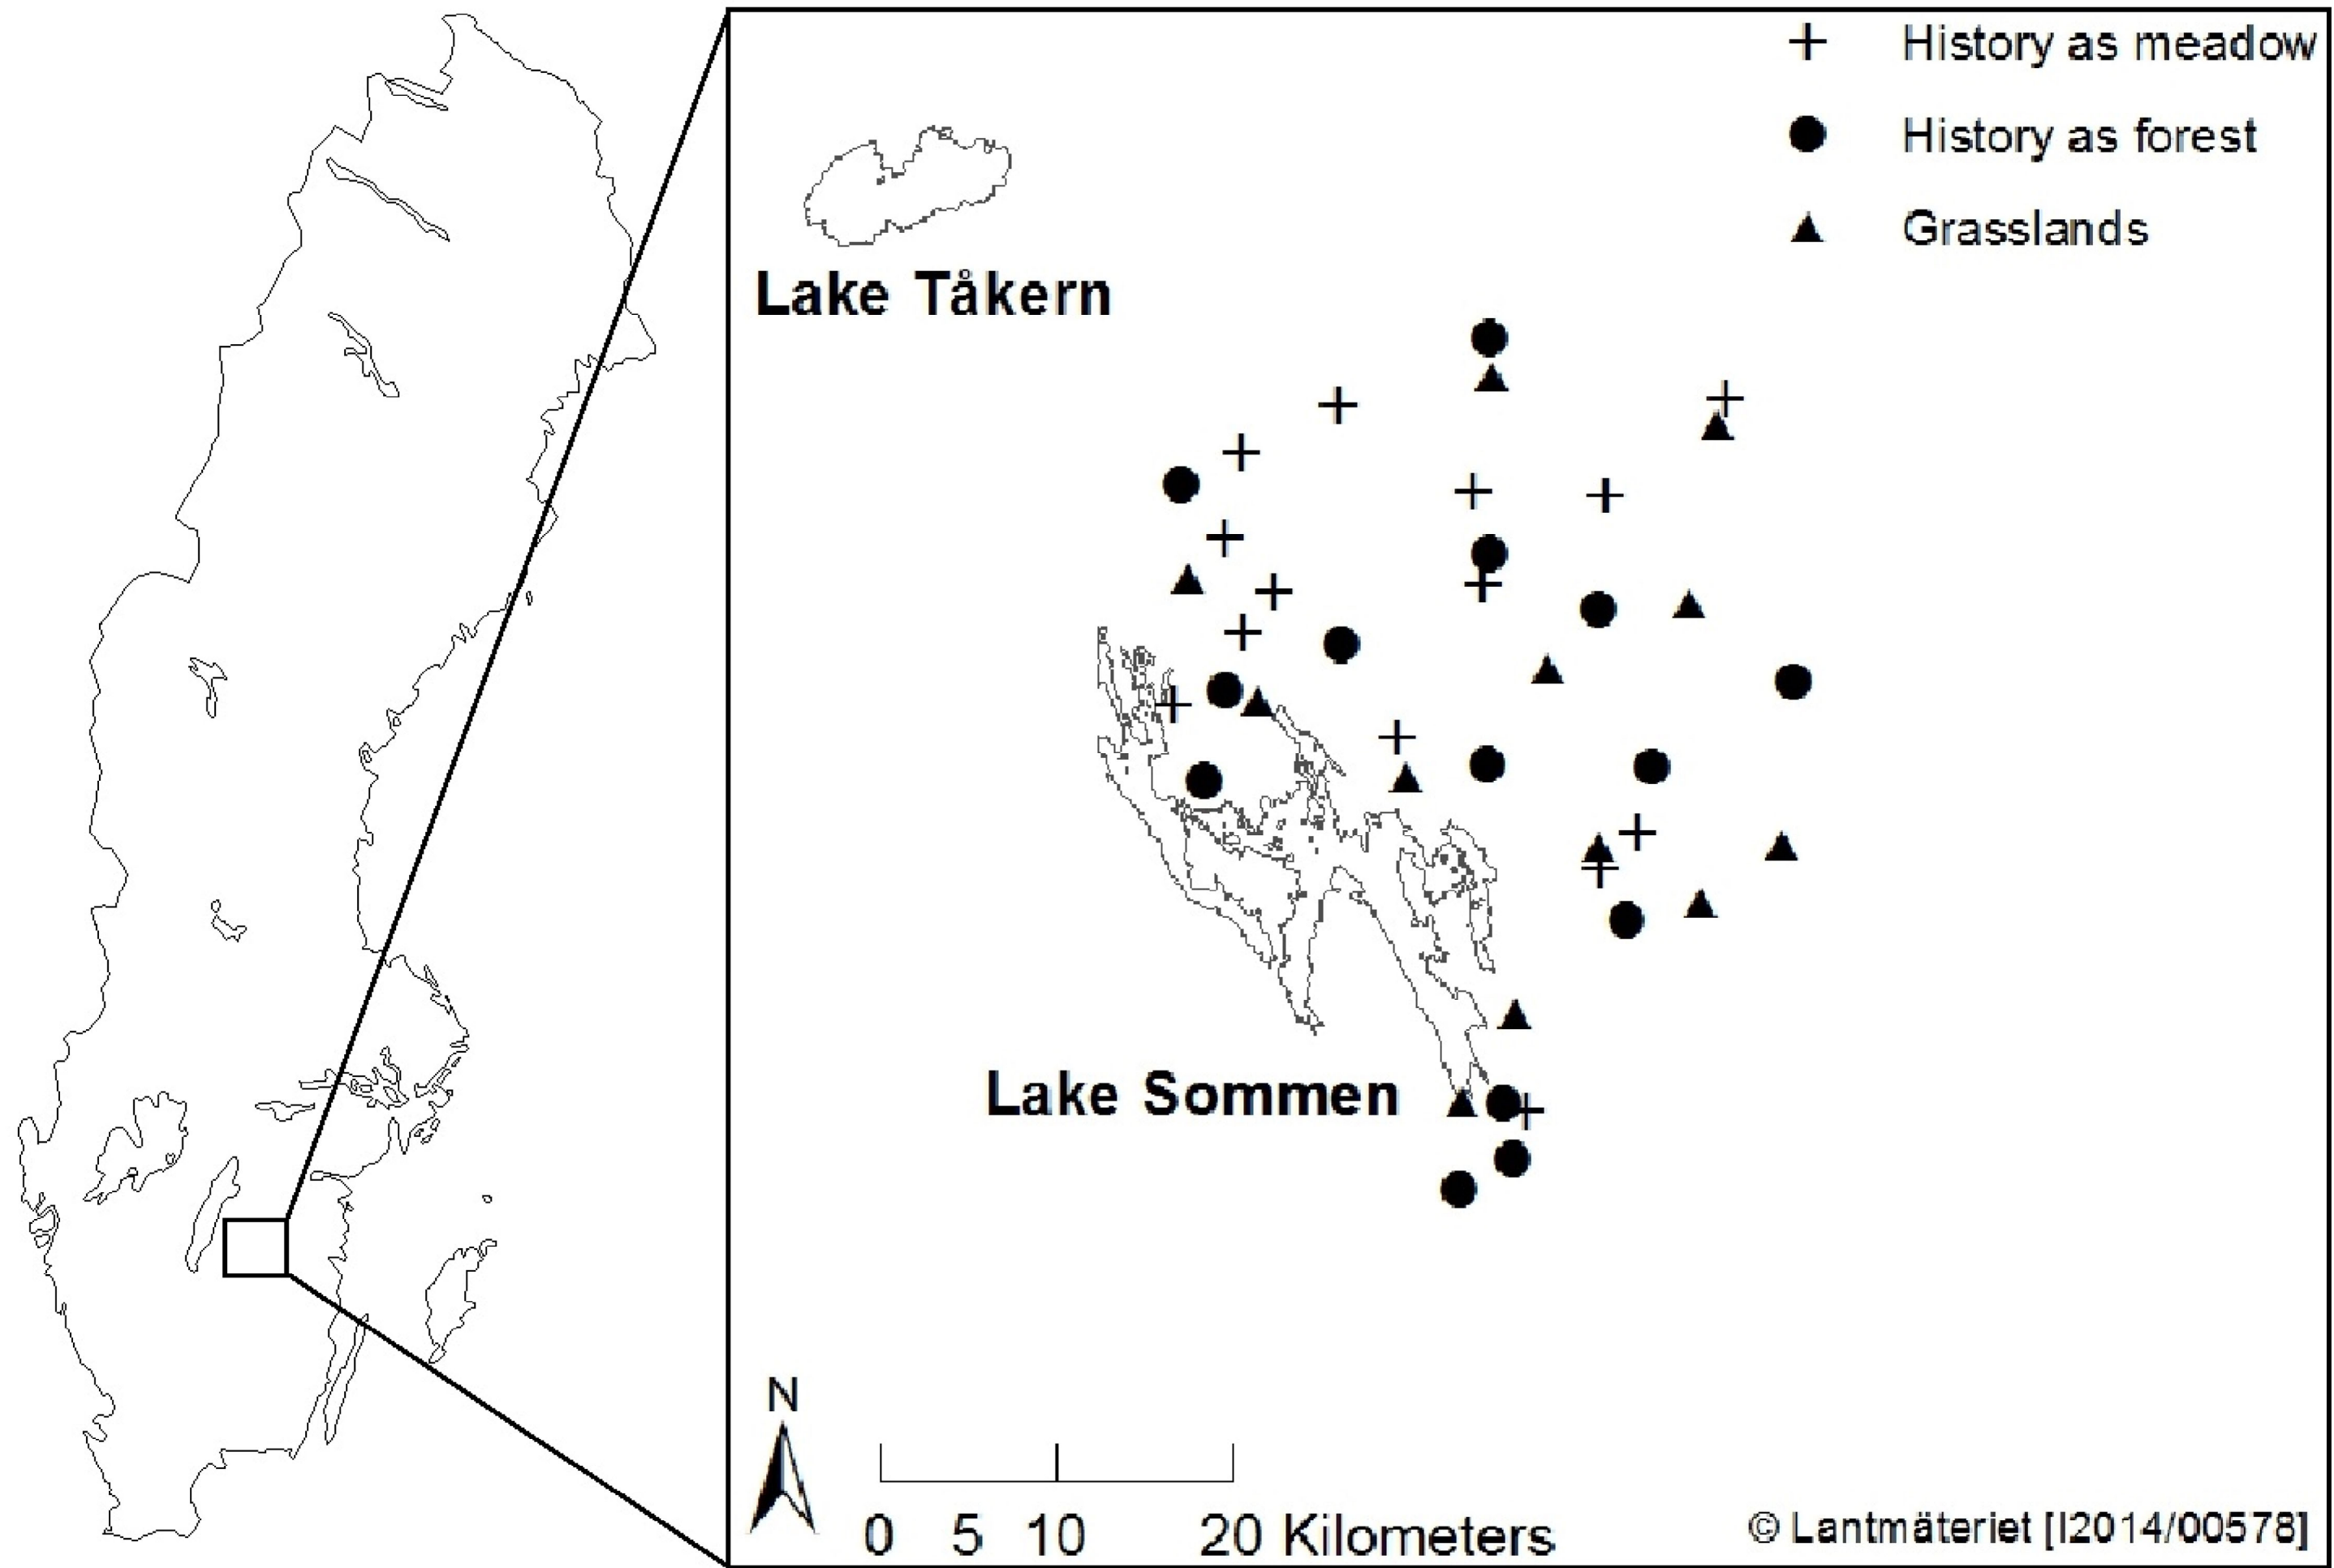 History as meadow
History as forest
Grasslands
Lake Tåkern
Lake Sommen
N
0 5 10 20 Kilometers
© Lantmäteriet [I2014/00578]